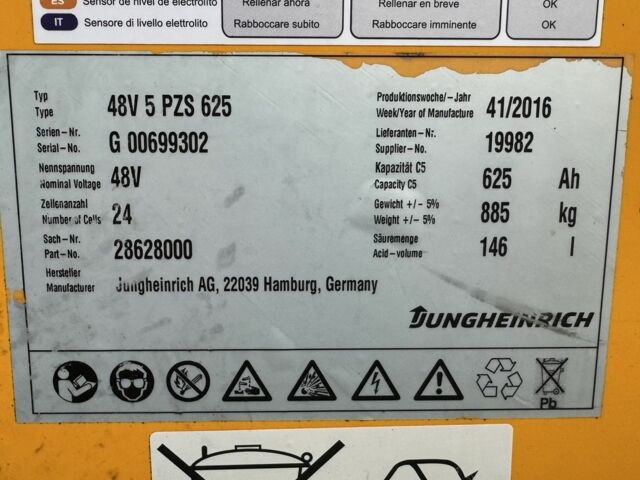 ES Sensor de nivel de electrolito Rellenar ahora Rellenar en breve OK
IT Sensore di livello elettrolito Rabboccare subito Rabboccare imminente OK
Typ
Type 48V 5 PZS 625
Serien-Nr.
Serial-No. G 00699302
Nennspannung
Nominal Voltage 48V
Zellenanzahl
Number of Cells 24
Sach-Nr.
Part-No. 28628000
Hersteller
Manufacturer Jungheinrich AG, 22039 Hamburg, Germany
Produktionswoche/-Jahr
Week/Year of Manufacture 41/2016
Lieferanten-Nr.
Supplier-No. 19982
Kapazität C5
Capacity C5 625 Ah
Gewicht +/- 5%
Weight +/- 5% 885 kg
Säuremenge
Acid-volume 146 l
JUNGHEINRICH
Pb